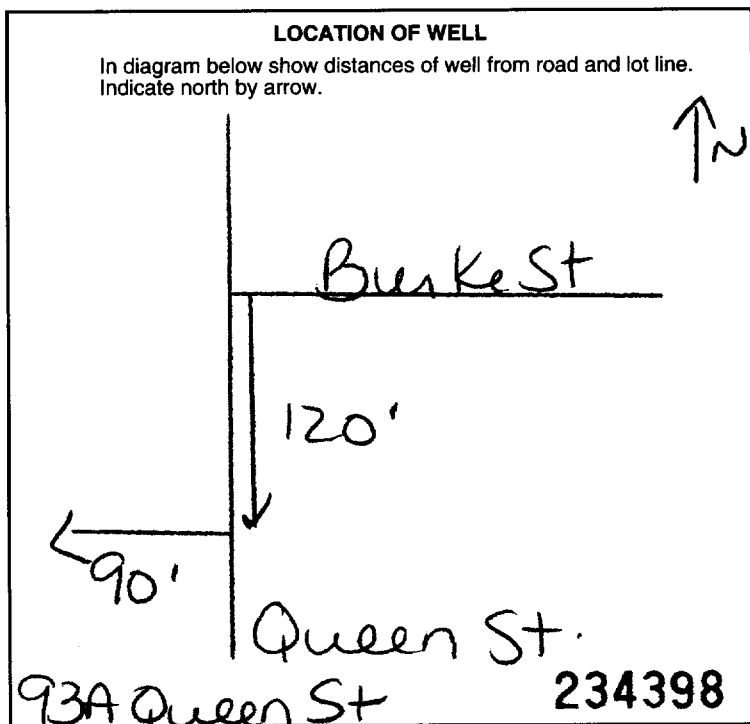 LOCATION OF WELL
In diagram below show distances of well from road and lot line.
Indicate north by arrow.
N
Burke St
120'
90'
Queen St.
93A Queen St
234398